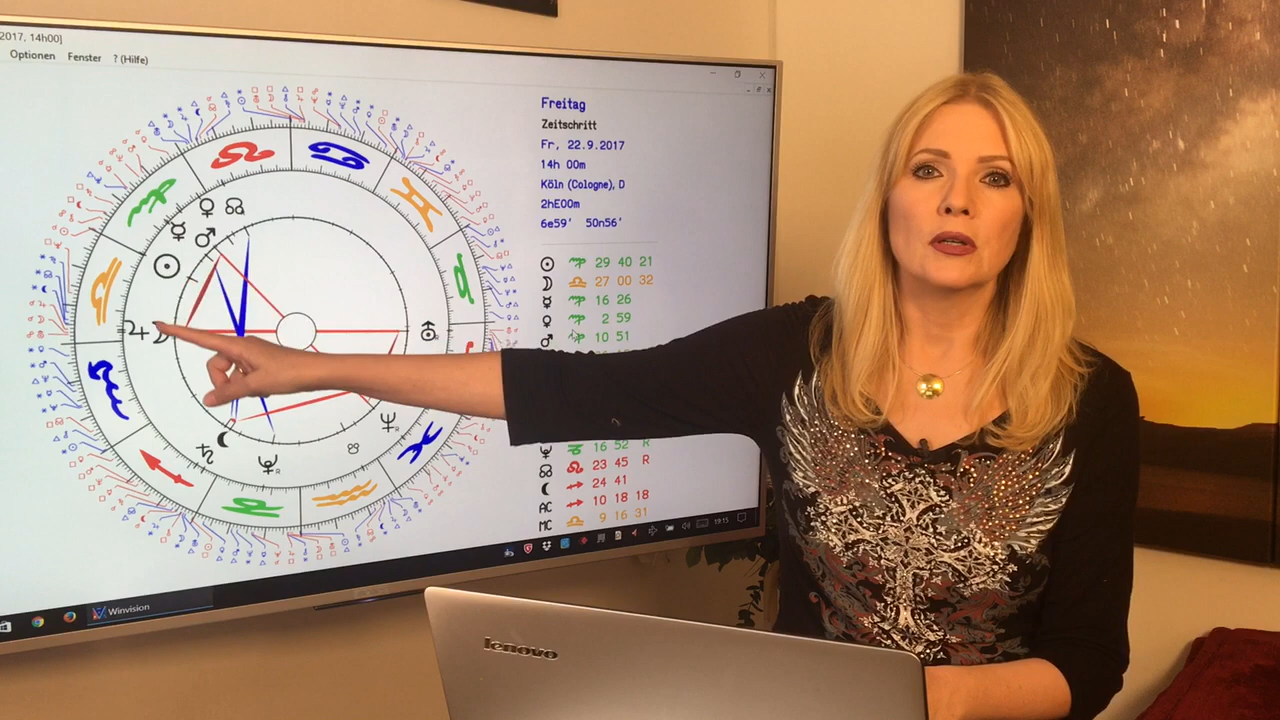 2017, 14h00]
Optionen Fenster ? (Hilfe)
Freitag
Zeitschritt
Fr, 22.9.2017
14h 00m
Köln (Cologne), D
2hE00m
6e59' 50n56'
☉ ♍ 29 40 21
☽ ♎ 27 00 32
☿ ♍ 16 26
♀ ♍ 2 59
♂ ♍ 10 51
16 52 R
☊ ♌ 23 45 R
⚸ ♐ 24 41
AC ♐ 10 18 18
MC ♎ 9 16 31
19:15
Winvision
lenovo